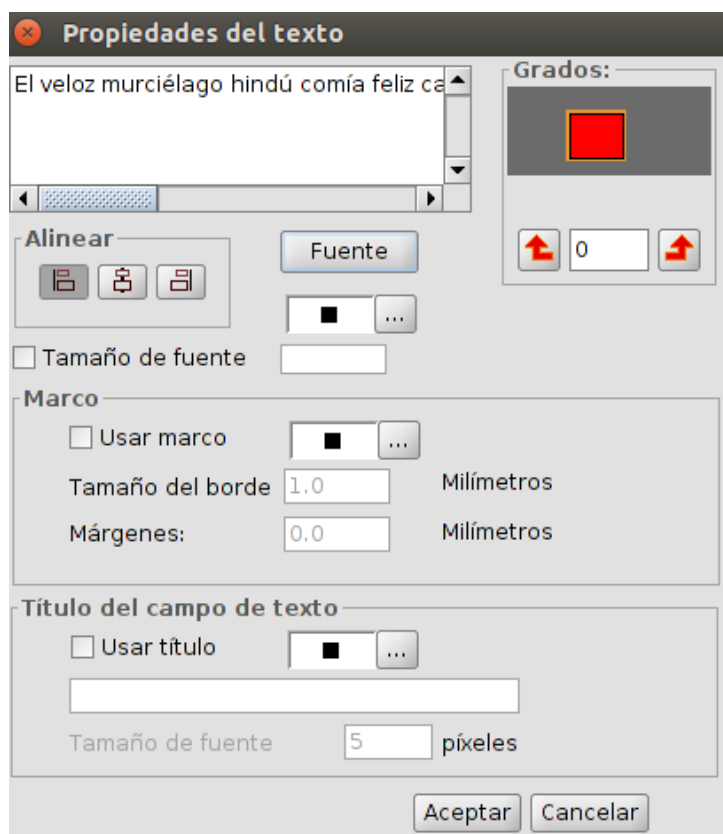 Propiedades del texto
El veloz murciélago hindú comía feliz ca
Grados:
Alinear
Fuente
0
...
Tamaño de fuente
Marco
Usar marco
...
Tamaño del borde 1.0 Milímetros
Márgenes: 0.0 Milímetros
Título del campo de texto
Usar título
...
Tamaño de fuente 5 píxeles
Aceptar Cancelar